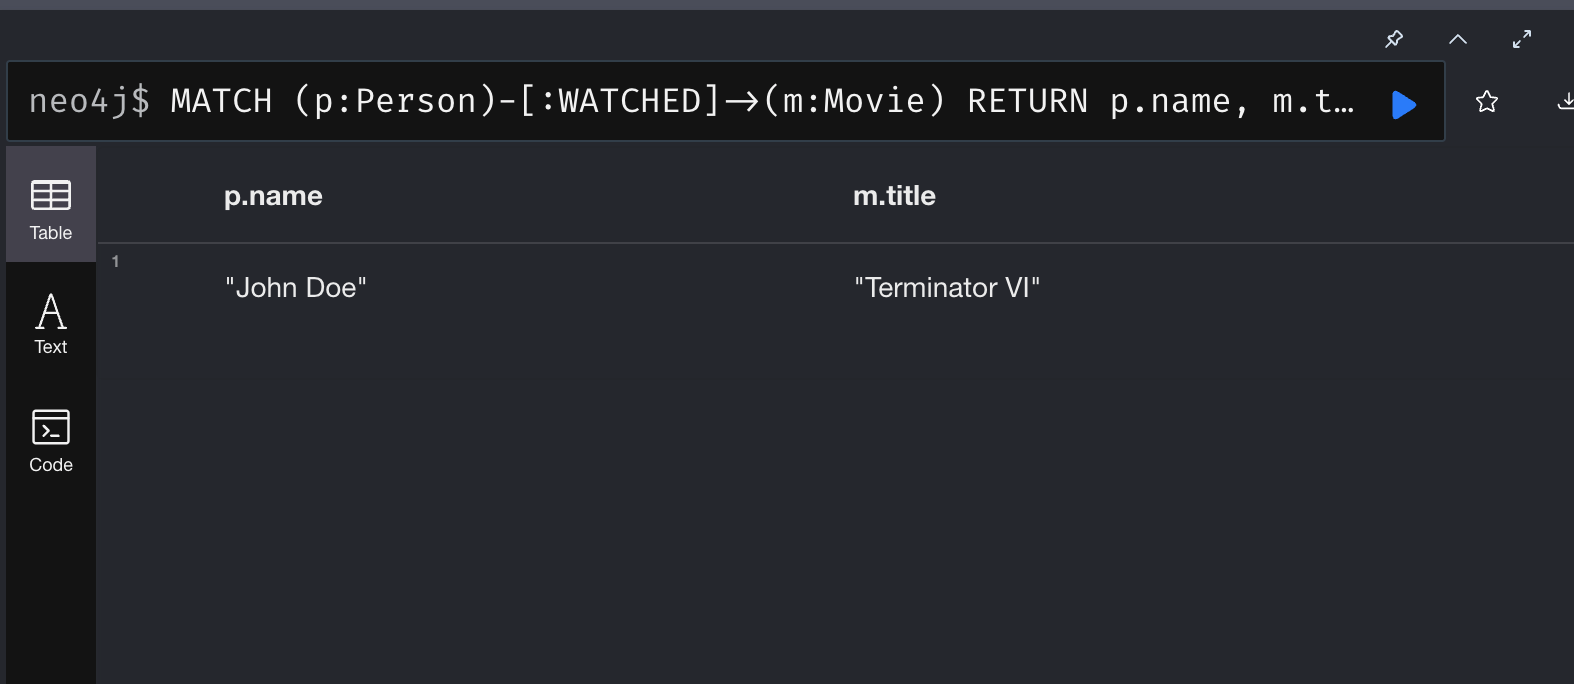 neo4j$ MATCH (p:Person)-[:WATCHED]->(m:Movie) RETURN p.name, m.t…
p.name m.title
Table
1
"John Doe" "Terminator VI"
Text
Code